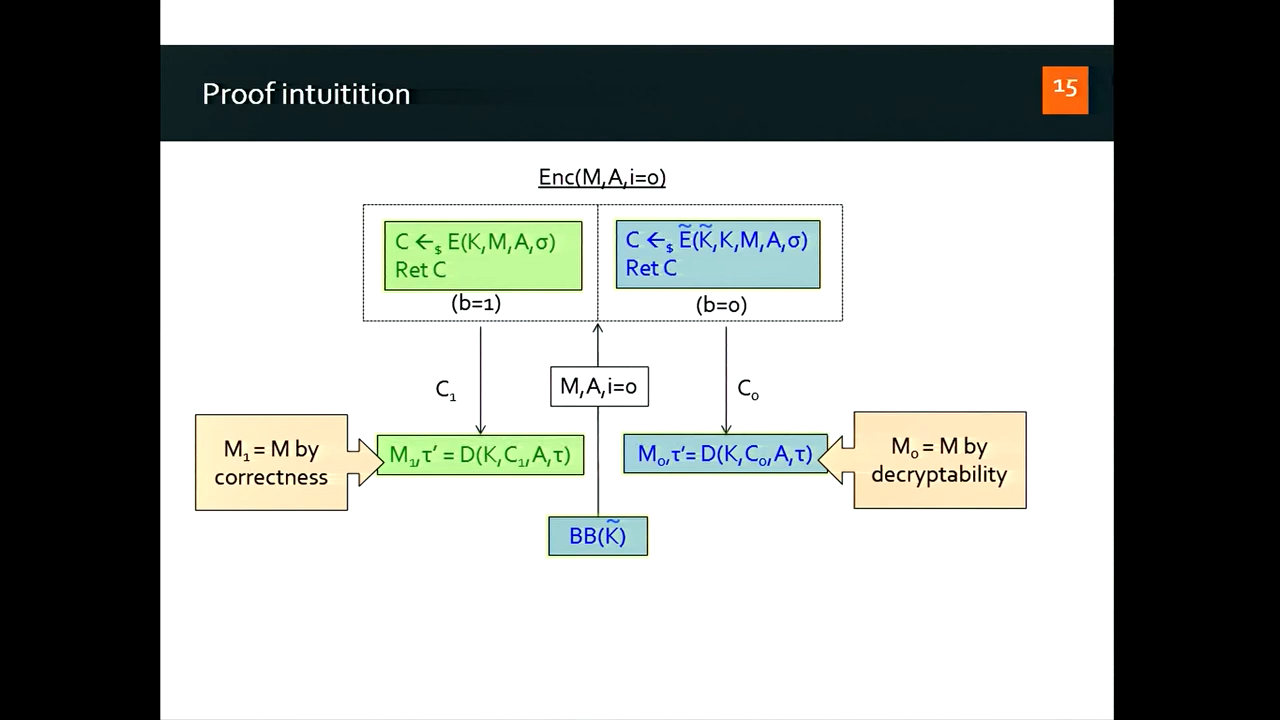 Proof intuitition
15
Enc(M,A,i=0)
C ←$ E(K,M,A,σ)
Ret C
(b=1)
C ←$ Ẽ(K̃,K,M,A,σ)
Ret C
(b=0)
C₁
M,A,i=0
C₀
M₁ = M by
correctness
M₁,τ' = D(K,C₁,A,τ)
M₀,τ'= D(K,C₀,A,τ)
M₀ = M by
decryptability
BB(K̃)